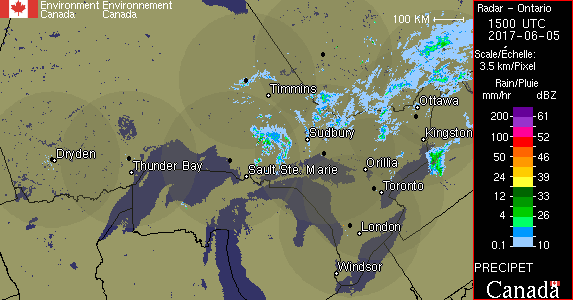 Environment Environnement
Canada Canada
100 KM
Timmins
Ottawa
Sudbury
Kingston
Dryden
Thunder Bay
Sault Ste. Marie
Orillia
Toronto
London
Windsor
Radar - Ontario
1500 UTC
2017-06-05
Scale/Échelle:
3.5 km/Pixel
Rain/Pluie
mm/hr dBZ
200 61
100 52
50 46
24 39
12 33
4 26
0.1 10
PRECIPET
Canada